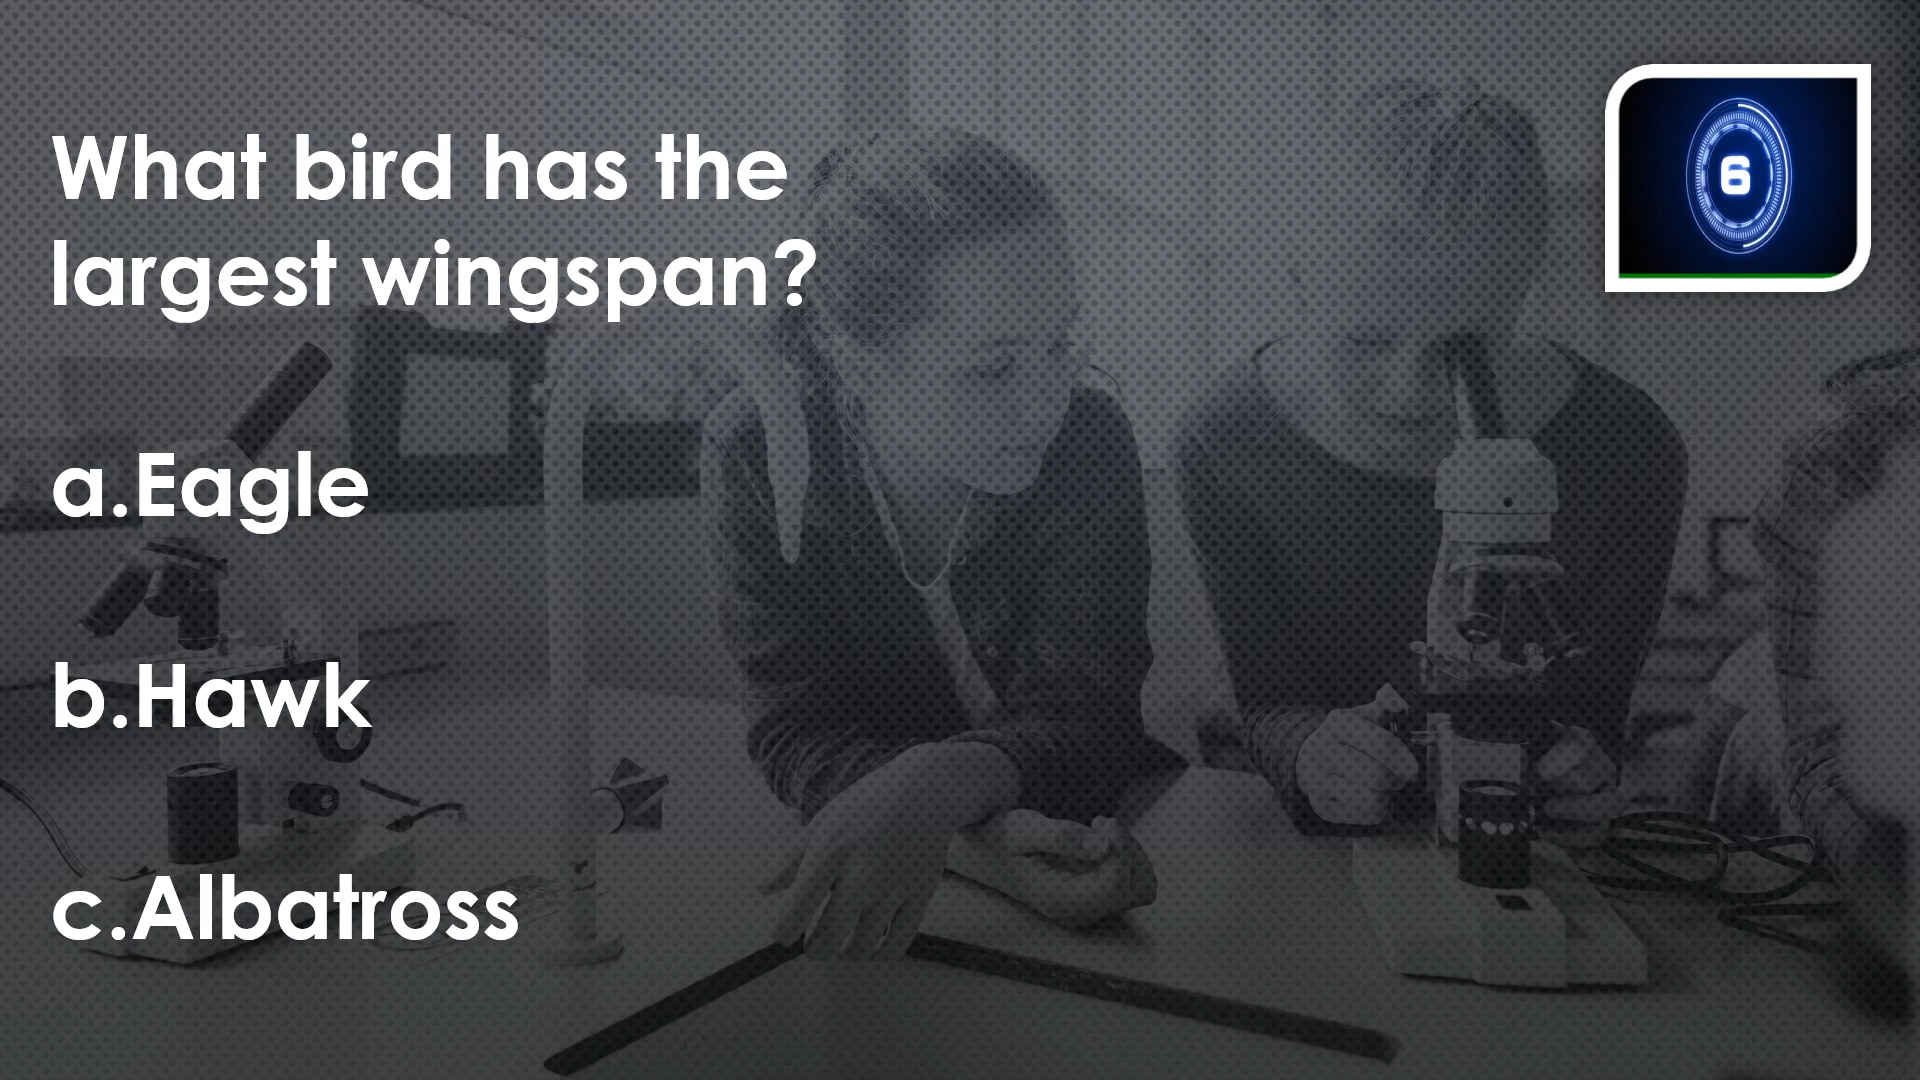 What bird has the
largest wingspan?
6
a.Eagle
b.Hawk
c.Albatross